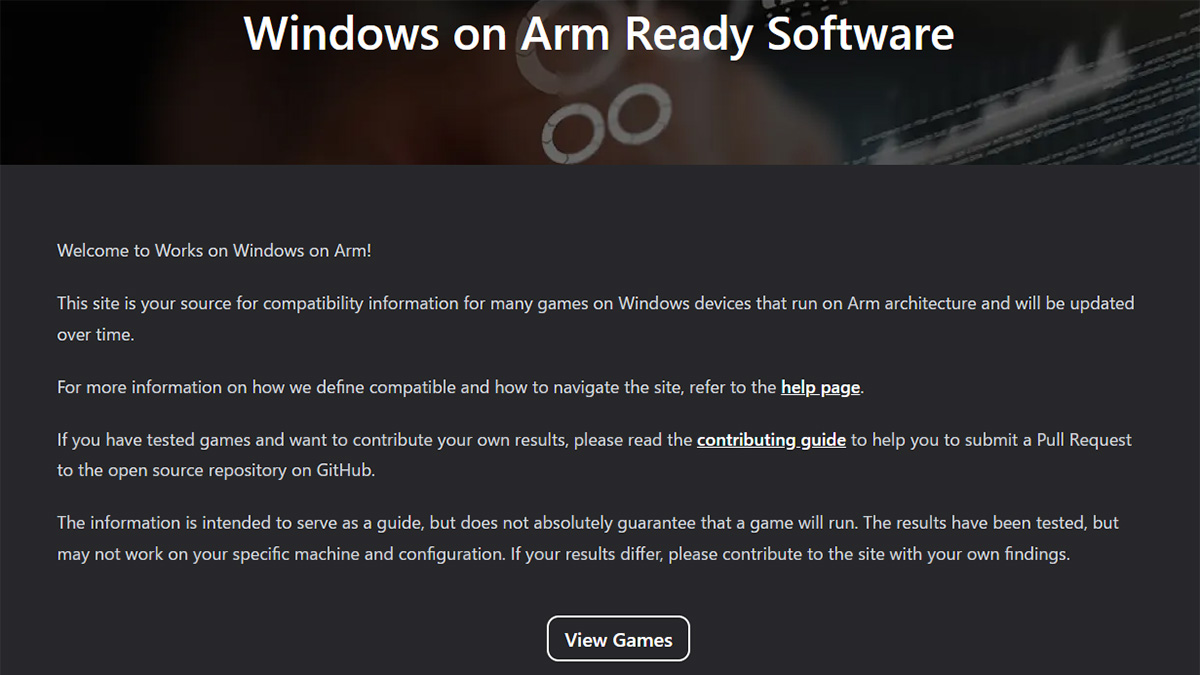 Windows on Arm Ready Software
Welcome to Works on Windows on Arm!
This site is your source for compatibility information for many games on Windows devices that run on Arm architecture and will be updated
over time.
For more information on how we define compatible and how to navigate the site, refer to the help page.
If you have tested games and want to contribute your own results, please read the contributing guide to help you to submit a Pull Request
to the open source repository on GitHub.
The information is intended to serve as a guide, but does not absolutely guarantee that a game will run. The results have been tested, but
may not work on your specific machine and configuration. If your results differ, please contribute to the site with your own findings.
View Games